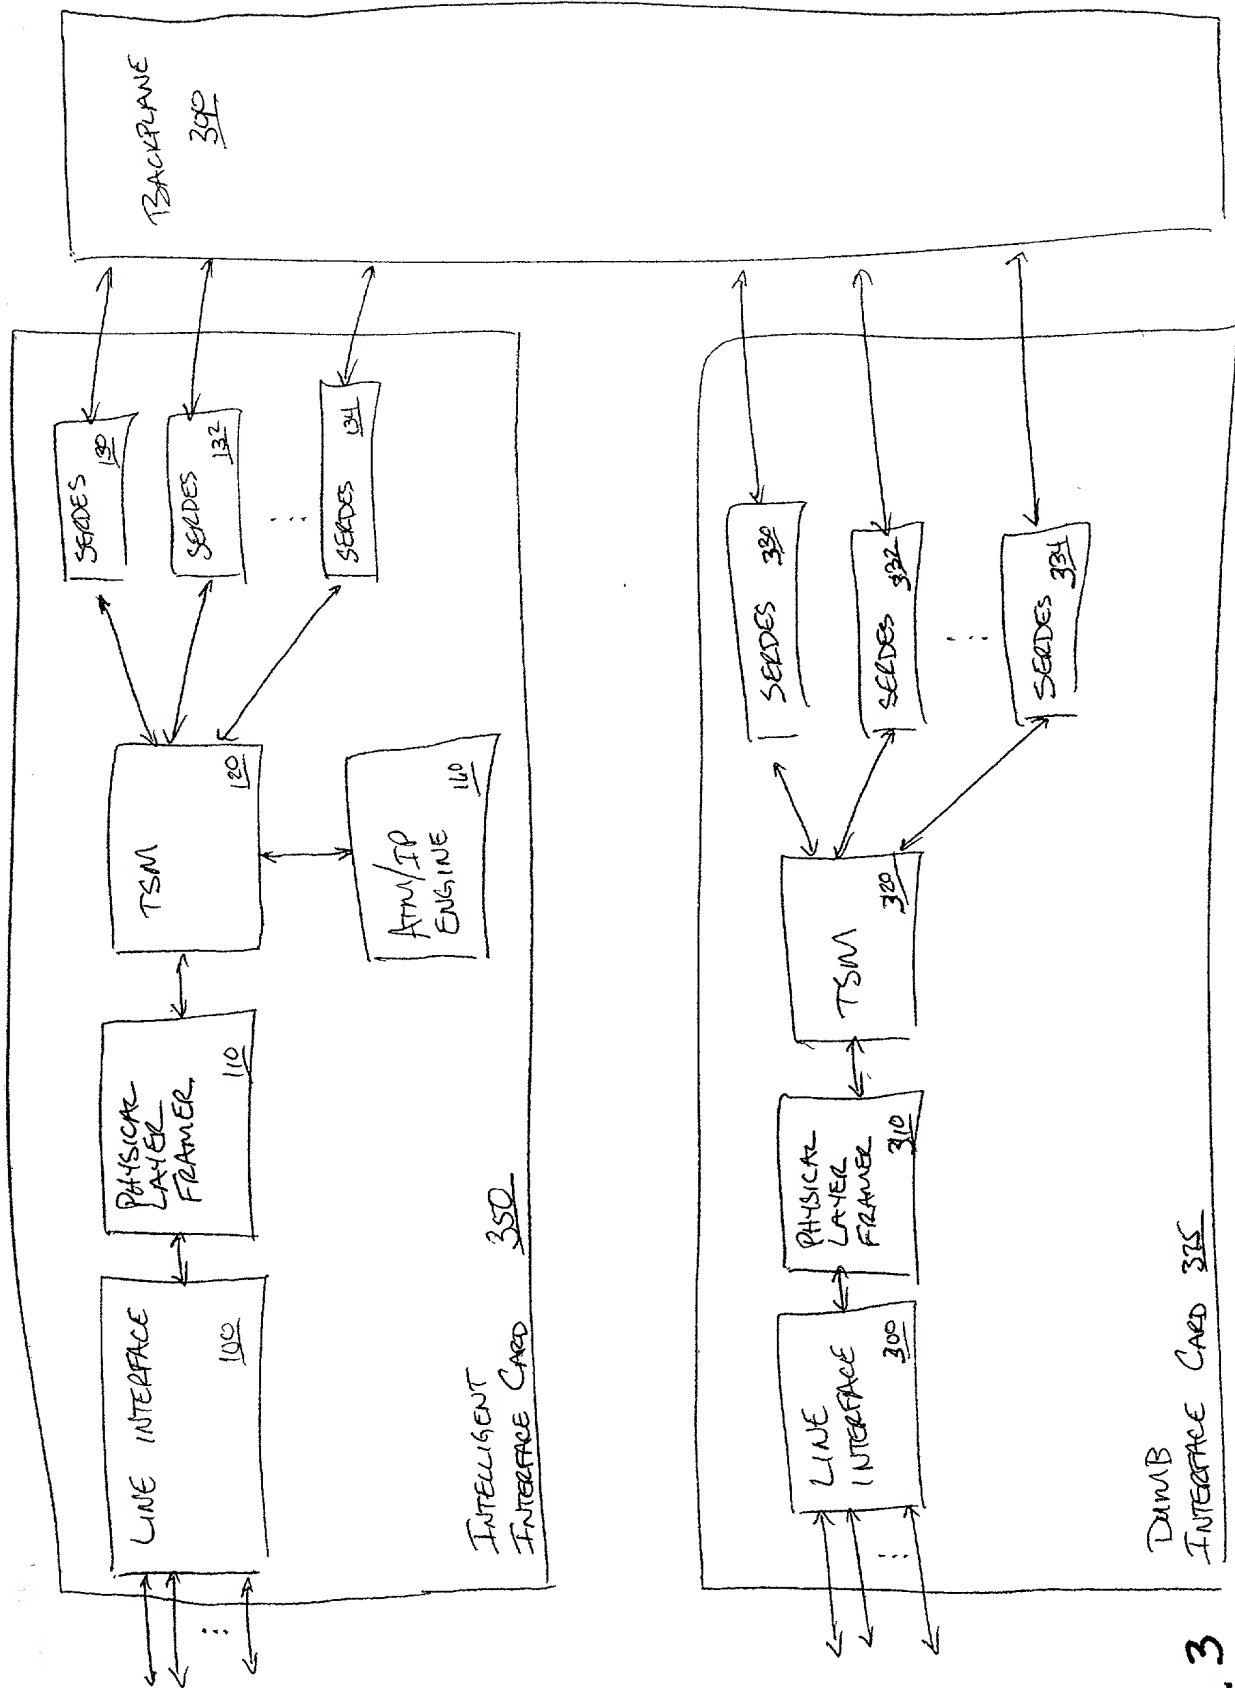 BACKPLANE
390
SERDES
130
SERDES
132
...
SERDES
134
TSM
120
ATM/IP
ENGINE
160
PHYSICAL
LAYER
FRAMER
110
LINE INTERFACE
100
...
INTELLIGENT
INTERFACE CARD 350
SERDES 330
SERDES 332
...
SERDES 334
TSM
320
PHYSICAL
LAYER
FRAMER
310
LINE
INTERFACE
300
...
DUMB
INTERFACE CARD 325
. 3